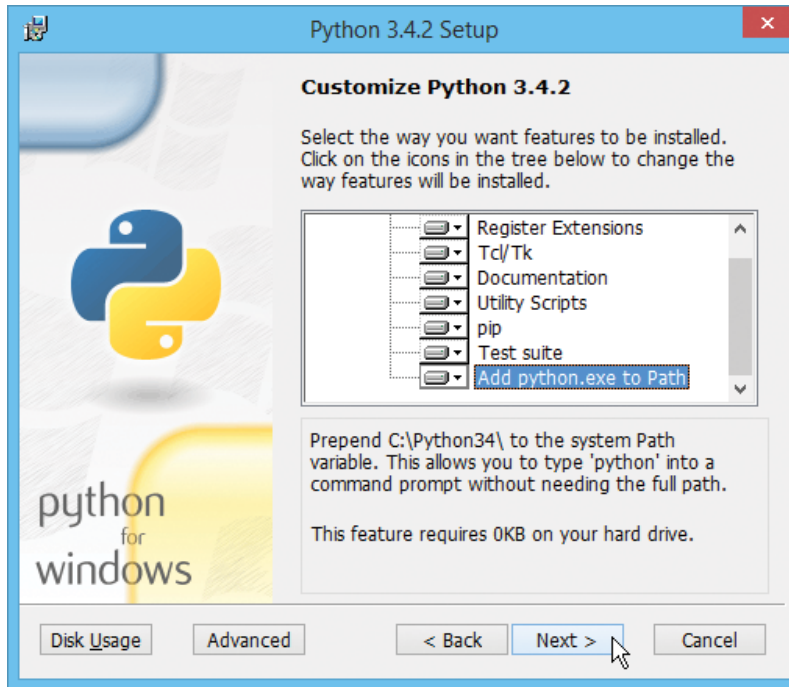 Python 3.4.2 Setup
Customize Python 3.4.2
Select the way you want features to be installed.
Click on the icons in the tree below to change the
way features will be installed.
Register Extensions
Tcl/Tk
Documentation
Utility Scripts
pip
Test suite
Add python.exe to Path
Prepend C:\Python34\ to the system Path
variable. This allows you to type 'python' into a
command prompt without needing the full path.
This feature requires 0KB on your hard drive.
python
for
windows
Disk Usage
Advanced
< Back
Next >
Cancel